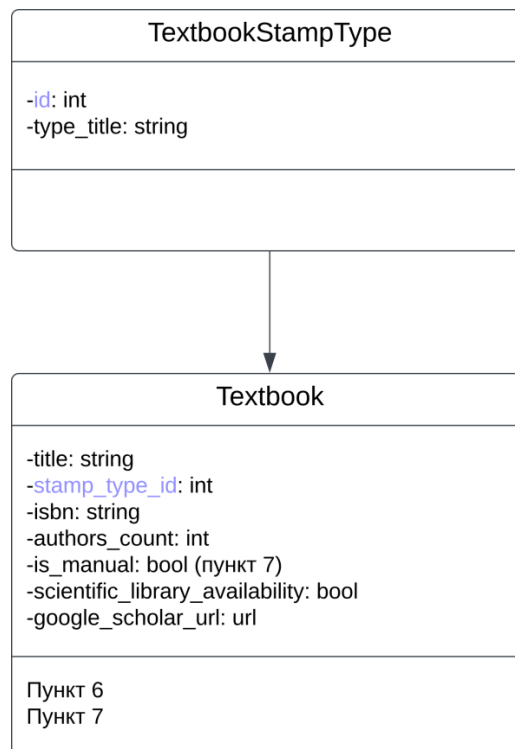 TextbookStampType
-id: int
-type_title: string
Textbook
-title: string
-stamp_type_id: int
-isbn: string
-authors_count: int
-is_manual: bool (пункт 7)
-scientific_library_availability: bool
-google_scholar_url: url
Пункт 6
Пункт 7